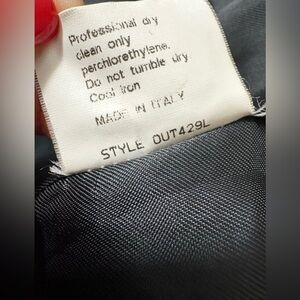 Professional dry
clean only
perchlorethylene.
Do not tumble dry
Cool iron
MADE IN ITALY
STYLE OUT429L